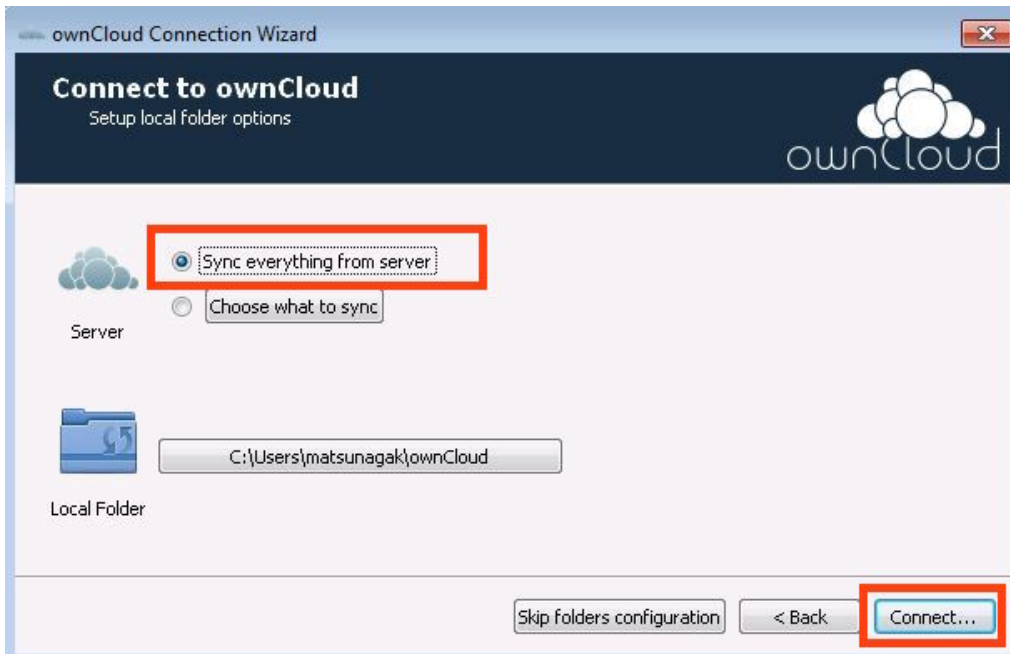 ownCloud Connection Wizard
Connect to ownCloud
Setup local folder options
ownCloud
Sync everything from server
Choose what to sync
Server
C:\Users\matsunagak\ownCloud
Local Folder
Skip folders configuration
< Back
Connect...